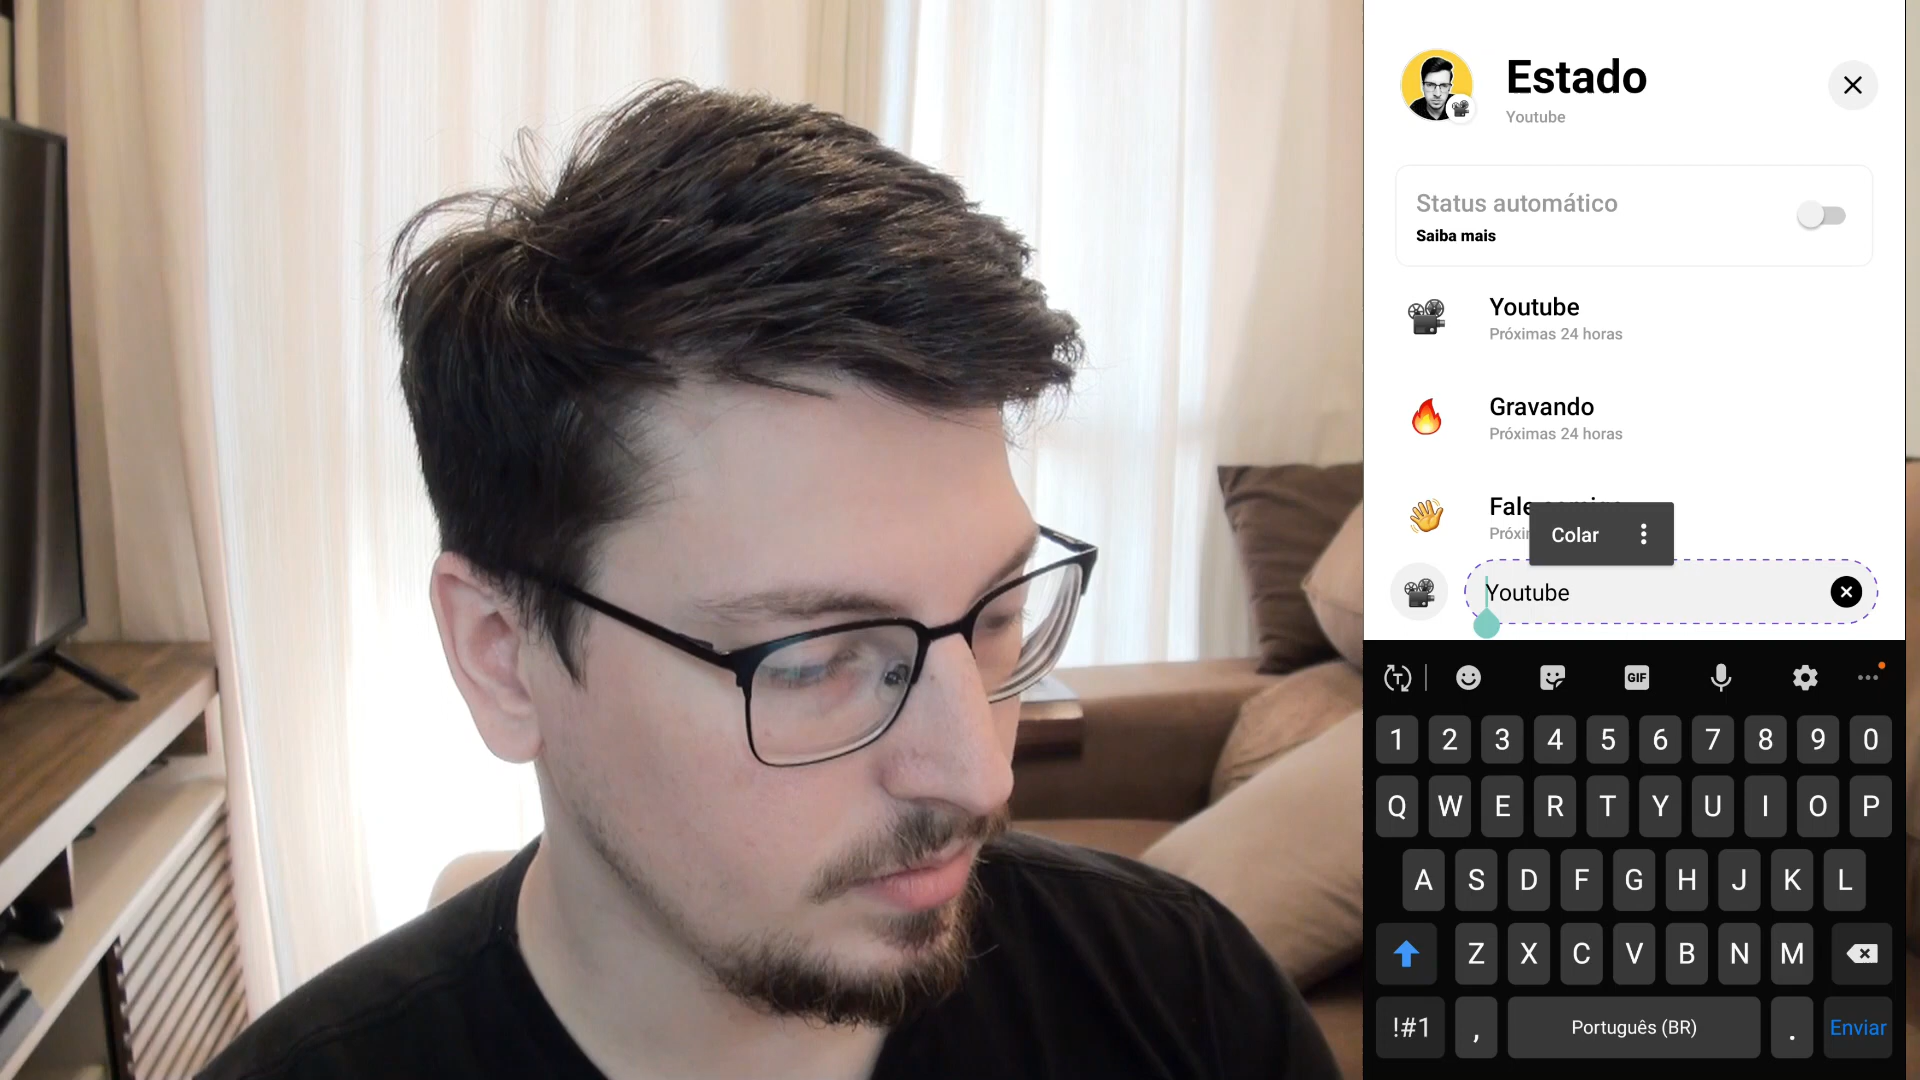 Estado
Youtube
Status automático
Saiba mais
Youtube
Próximas 24 horas
Gravando
Próximas 24 horas
Fale
Colar
Youtube
GIF
1 2 3 4 5 6 7 8 9 0
Q W E R T Y U I O P
A S D F G H J K L
Z X C V B N M
!#1 , Português (BR) . Enviar